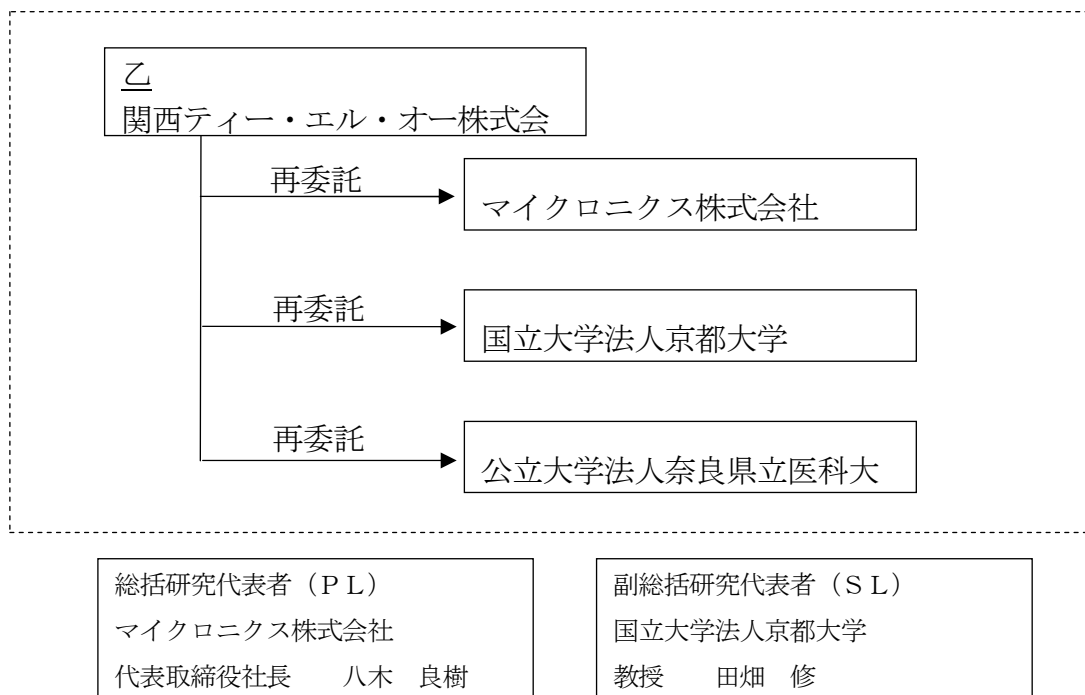 乙
関西ティー・エル・オー株式会
再委託
マイクロニクス株式会社
再委託
国立大学法人京都大学
再委託
公立大学法人奈良県立医科大
総括研究代表者（ＰＬ）
マイクロニクス株式会社
代表取締役社長　　八木　良樹
副総括研究代表者（ＳＬ）
国立大学法人京都大学
教授　　田畑　修